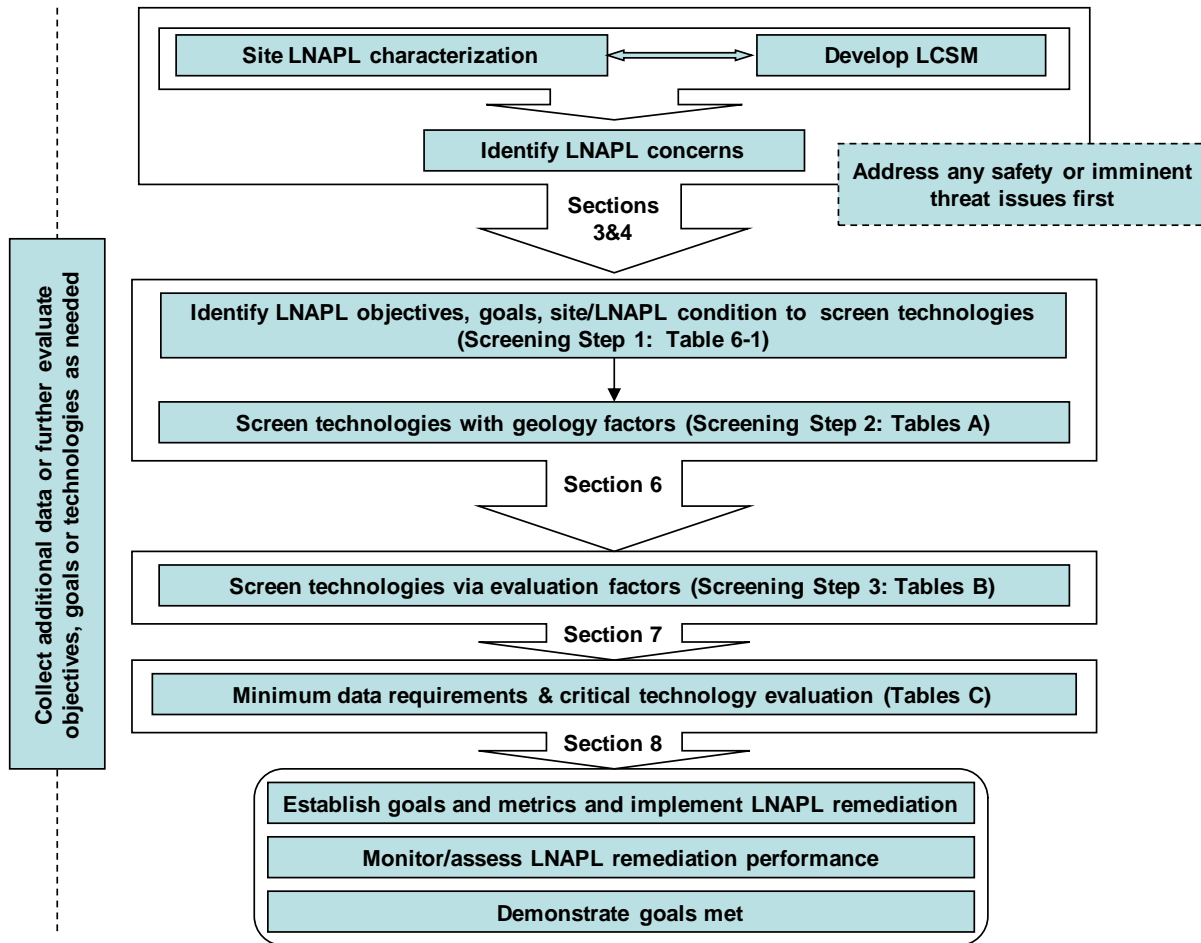 Site LNAPL characterization
Develop LCSM
Identify LNAPL concerns
Address any safety or imminent
threat issues first
Sections
3&4
Collect additional data or further evaluate
objectives, goals or technologies as needed
Identify LNAPL objectives, goals, site/LNAPL condition to screen technologies
(Screening Step 1: Table 6-1)
Screen technologies with geology factors (Screening Step 2: Tables A)
Section 6
Screen technologies via evaluation factors (Screening Step 3: Tables B)
Section 7
Minimum data requirements & critical technology evaluation (Tables C)
Section 8
Establish goals and metrics and implement LNAPL remediation
Monitor/assess LNAPL remediation performance
Demonstrate goals met